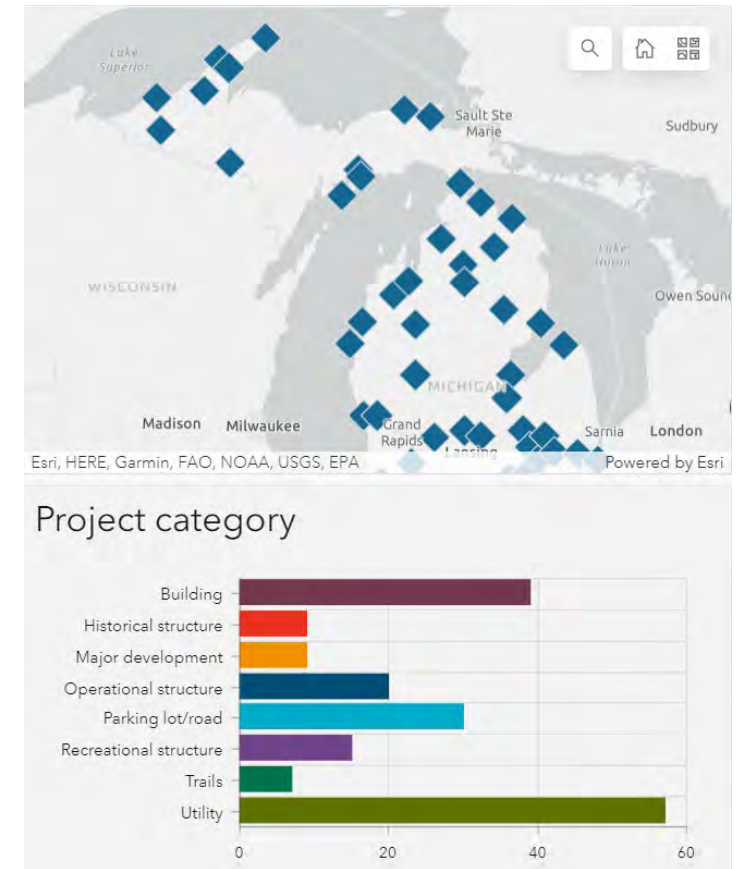 Lake
Superior
Sault Ste
Marie
Sudbury
Lake
Huron
WISCONSIN
Owen Sound
MICHIGAN
Madison
Milwaukee
Grand
Rapids
Sarnia
London
Lansing
Esri, HERE, Garmin, FAO, NOAA, USGS, EPA
Powered by Esri
Project category
Building
Historical structure
Major development
Operational structure
Parking lot/road
Recreational structure
Trails
Utility
0 20 40 60